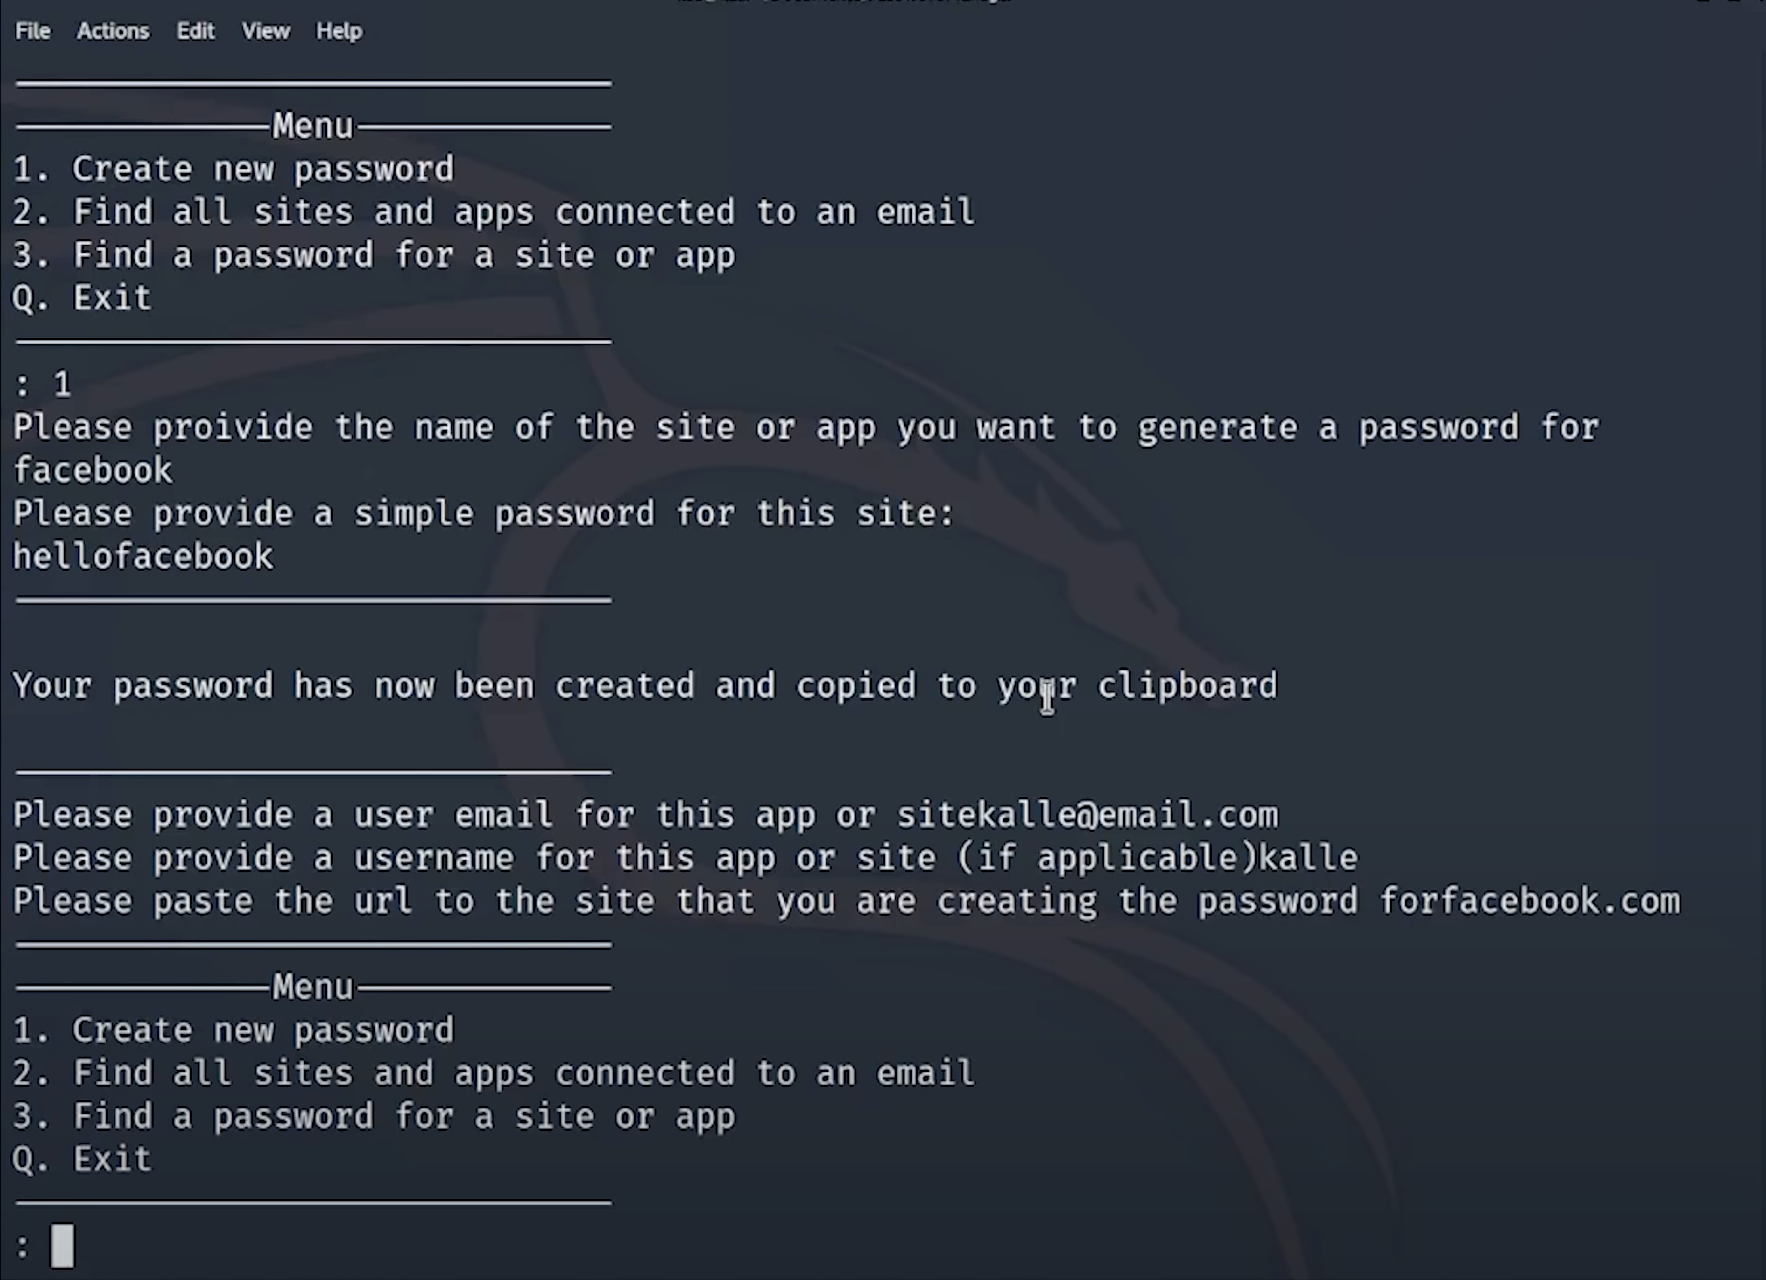 File Actions Edit View Help
Menu
1. Create new password
2. Find all sites and apps connected to an email
3. Find a password for a site or app
Q. Exit
: 1
Please proivide the name of the site or app you want to generate a password for
facebook
Please provide a simple password for this site:
hellofacebook
Your password has now been created and copied to your clipboard
Please provide a user email for this app or sitekalle@email.com
Please provide a username for this app or site (if applicable)kalle
Please paste the url to the site that you are creating the password forfacebook.com
Menu
1. Create new password
2. Find all sites and apps connected to an email
3. Find a password for a site or app
Q. Exit
: